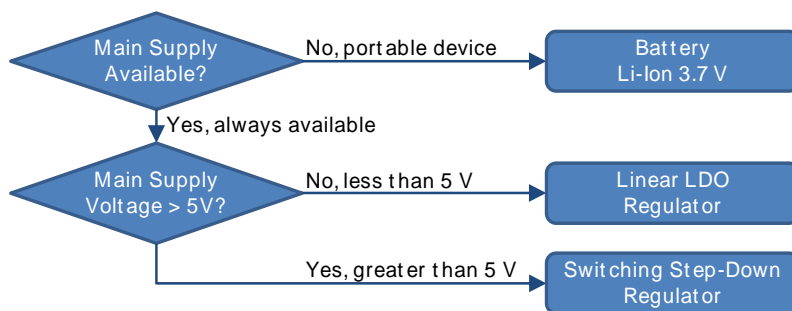 Main Supply
Available?
No, portable device
Battery
Li-Ion 3.7 V
Yes, always available
Main Supply
Voltage > 5V?
No, less than 5 V
Linear LDO
Regulator
Yes, greater than 5 V
Switching Step-Down
Regulator